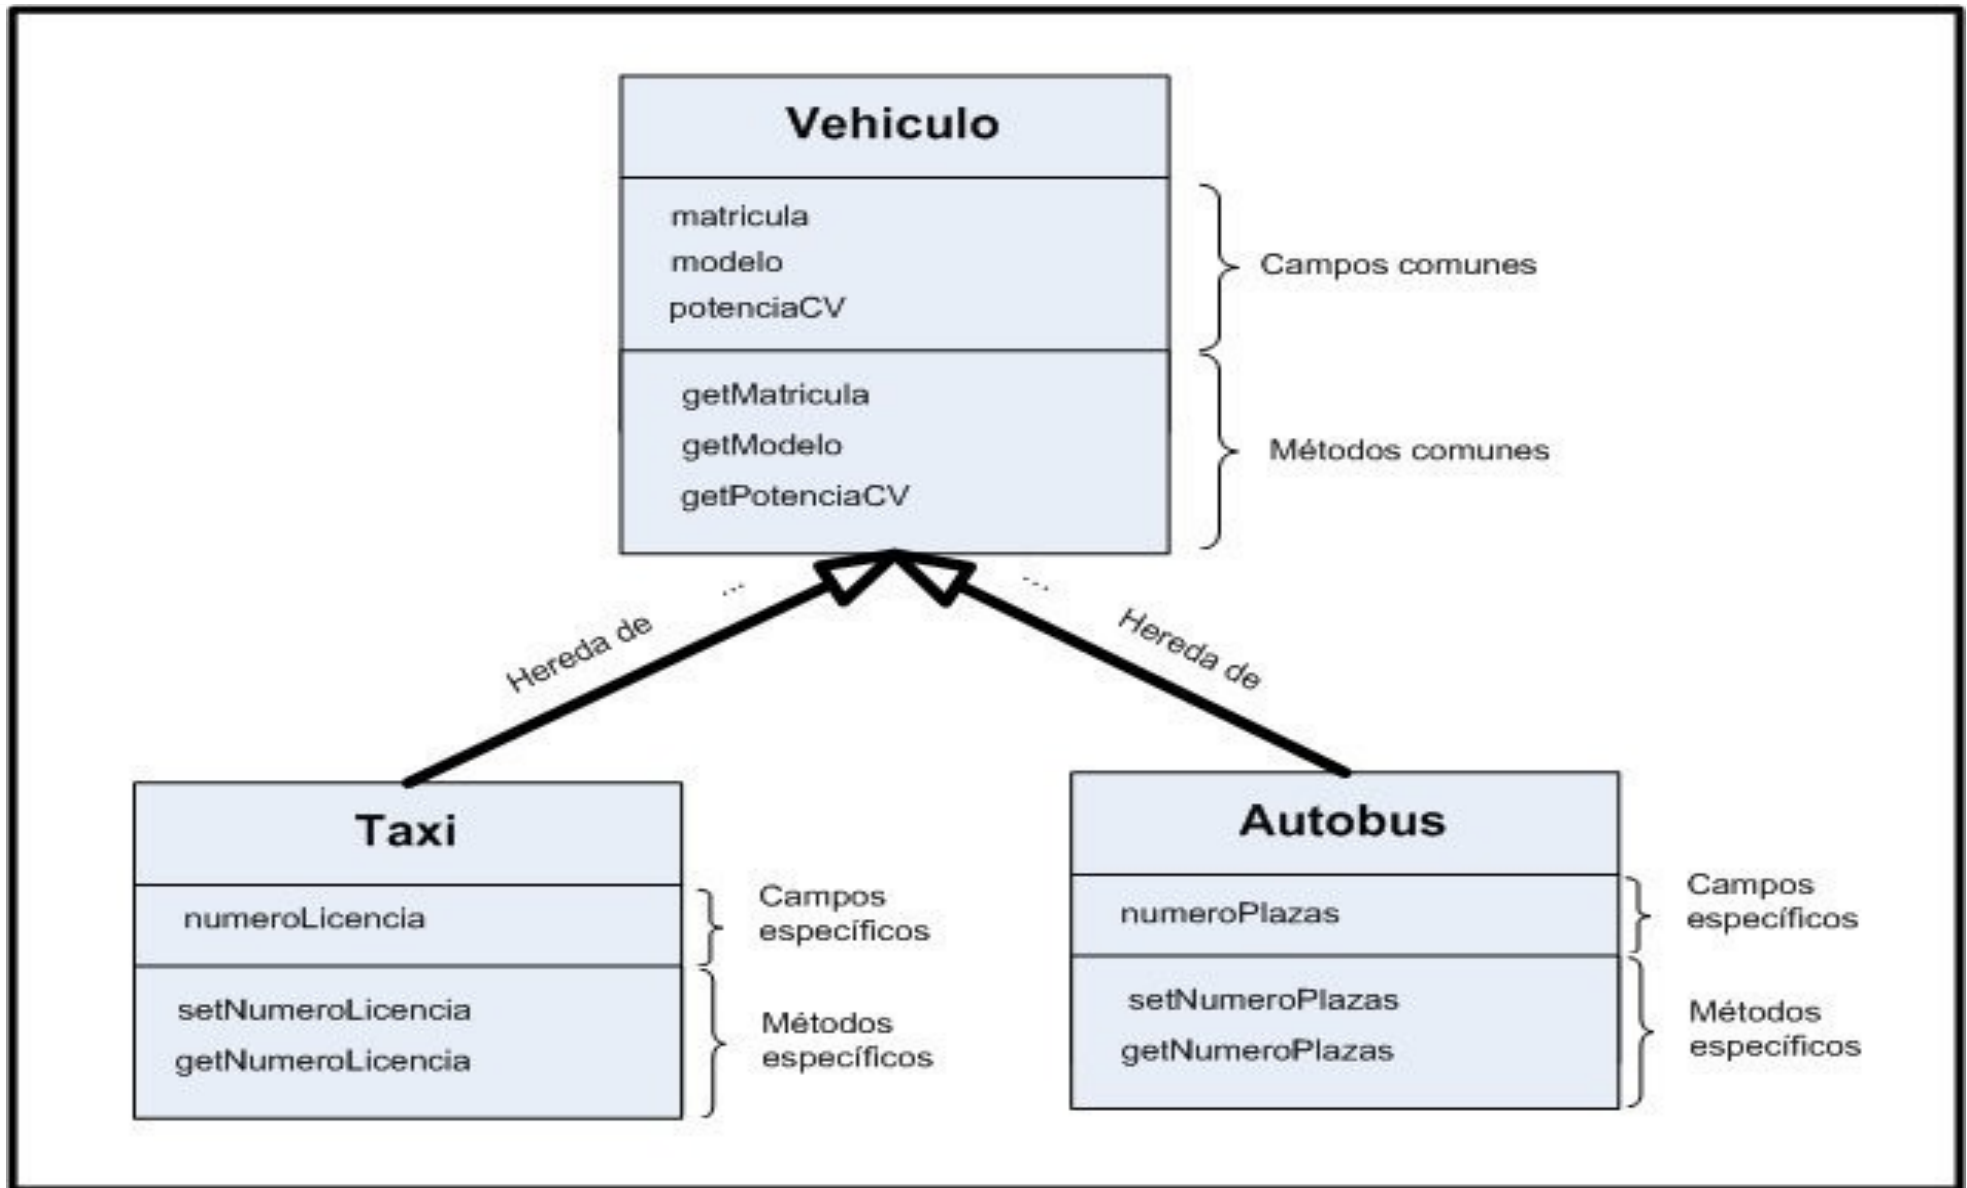 Vehiculo
matricula
modelo
potenciaCV
Campos comunes
getMatricula
getModelo
getPotenciaCV
Métodos comunes
...
...
Hereda de
Hereda de
Taxi
numeroLicencia
Campos
específicos
setNumeroLicencia
getNumeroLicencia
Métodos
específicos
Autobus
numeroPlazas
Campos
específicos
setNumeroPlazas
getNumeroPlazas
Métodos
específicos